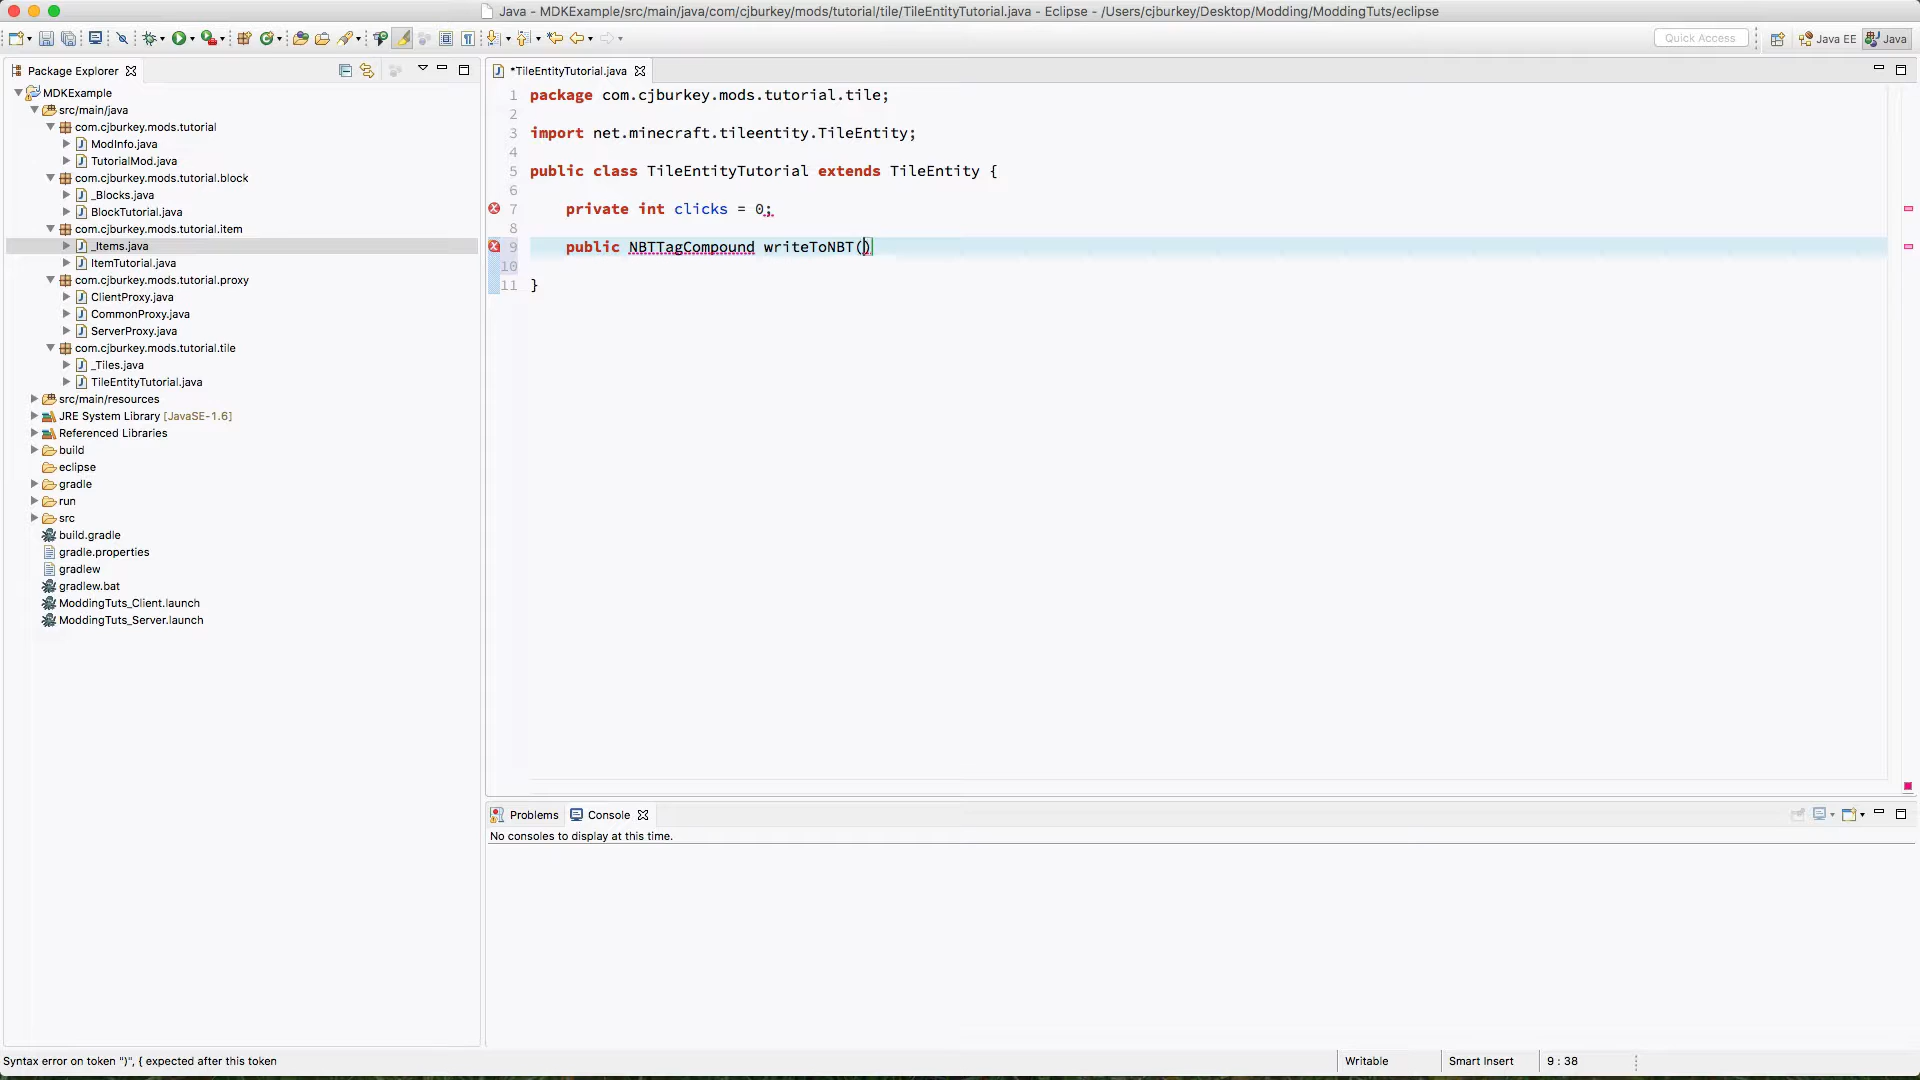 Java - MDKExample/src/main/java/com/cjburkey/mods/tutorial/tile/TileEntityTutorial.java - Eclipse - /Users/cjburkey/Desktop/Modding/ModdingTuts/eclipse
Quick Access
Java EE
Java
Package Explorer
MDKExample
src/main/java
com.cjburkey.mods.tutorial
ModInfo.java
TutorialMod.java
com.cjburkey.mods.tutorial.block
_Blocks.java
BlockTutorial.java
com.cjburkey.mods.tutorial.item
_Items.java
ItemTutorial.java
com.cjburkey.mods.tutorial.proxy
ClientProxy.java
CommonProxy.java
ServerProxy.java
com.cjburkey.mods.tutorial.tile
_Tiles.java
TileEntityTutorial.java
src/main/resources
JRE System Library [JavaSE-1.6]
Referenced Libraries
build
eclipse
gradle
run
src
build.gradle
gradle.properties
gradlew
gradlew.bat
ModdingTuts_Client.launch
ModdingTuts_Server.launch
*TileEntityTutorial.java
1 package com.cjburkey.mods.tutorial.tile;
2
3 import net.minecraft.tileentity.TileEntity;
4
5 public class TileEntityTutorial extends TileEntity {
6
7 private int clicks = 0;
8
9 public NBTTagCompound writeToNBT()
10
11 }
Problems
Console
No consoles to display at this time.
Syntax error on token ")", { expected after this token
Writable
Smart Insert
9 : 38